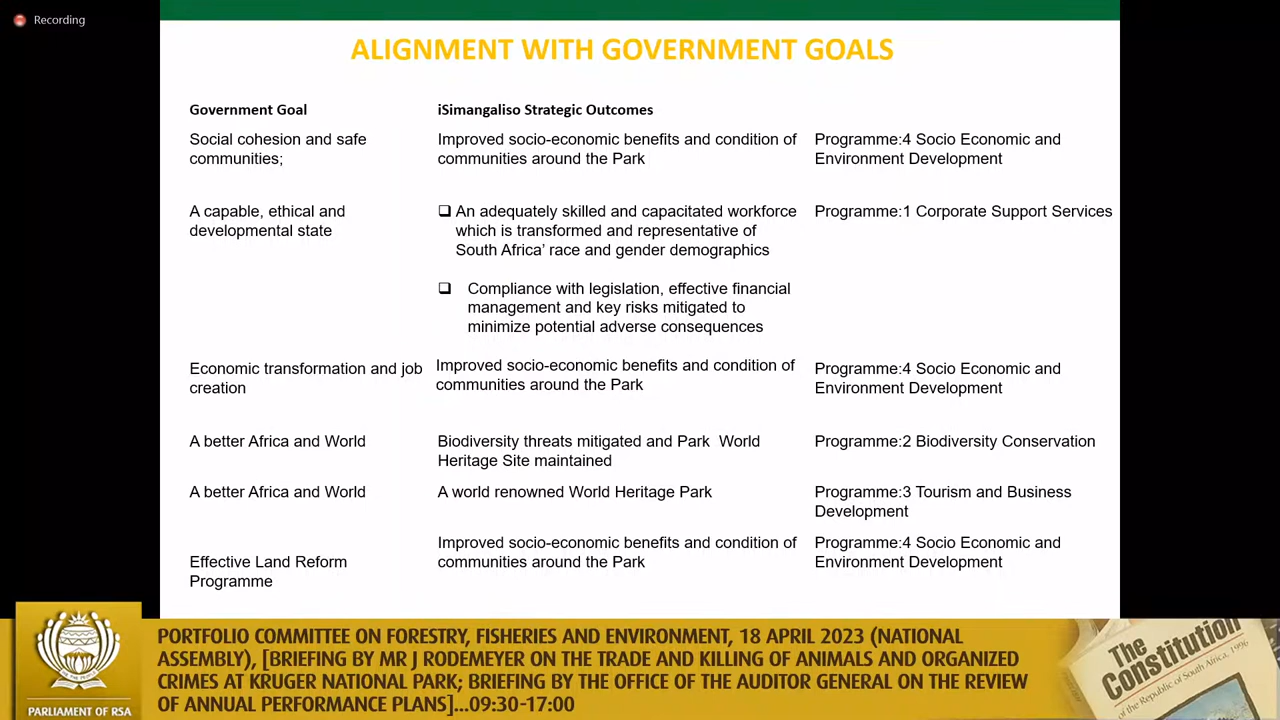 Recording
ALIGNMENT WITH GOVERNMENT GOALS
Government Goal
iSimangaliso Strategic Outcomes
Social cohesion and safe
communities;
Improved socio-economic benefits and condition of
communities around the Park
Programme:4 Socio Economic and
Environment Development
A capable, ethical and
developmental state
An adequately skilled and capacitated workforce
which is transformed and representative of
South Africa’ race and gender demographics
Compliance with legislation, effective financial
management and key risks mitigated to
minimize potential adverse consequences
Programme:1 Corporate Support Services
Economic transformation and job
creation
Improved socio-economic benefits and condition of
communities around the Park
Programme:4 Socio Economic and
Environment Development
A better Africa and World
Biodiversity threats mitigated and Park World
Heritage Site maintained
Programme:2 Biodiversity Conservation
A better Africa and World
A world renowned World Heritage Park
Programme:3 Tourism and Business
Development
Effective Land Reform
Programme
Improved socio-economic benefits and condition of
communities around the Park
Programme:4 Socio Economic and
Environment Development
PARLIAMENT OF RSA
PORTFOLIO COMMITTEE ON FORESTRY, FISHERIES AND ENVIRONMENT, 18 APRIL 2023 (NATIONAL
ASSEMBLY), [BRIEFING BY MR J RODEMEYER ON THE TRADE AND KILLING OF ANIMALS AND ORGANIZED
CRIMES AT KRUGER NATIONAL PARK; BRIEFING BY THE OFFICE OF THE AUDITOR GENERAL ON THE REVIEW
OF ANNUAL PERFORMANCE PLANS]...09:30-17:00
The
Constitution
of the Republic of South Africa, 1996